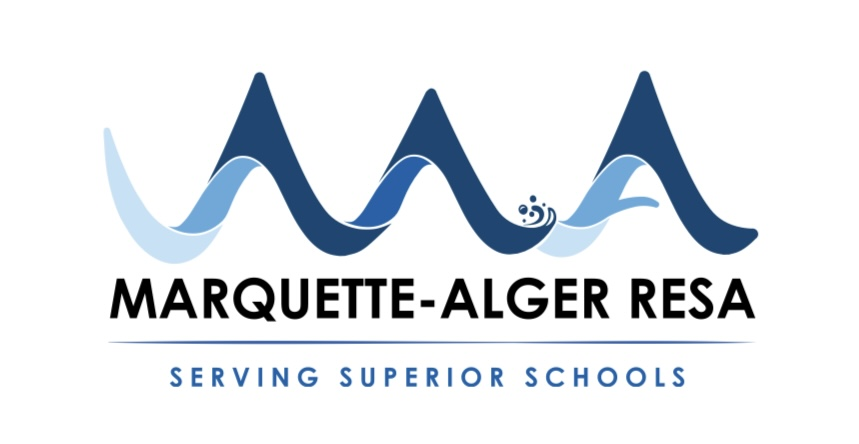 MARQUETTE-ALGER RESA
SERVING SUPERIOR SCHOOLS